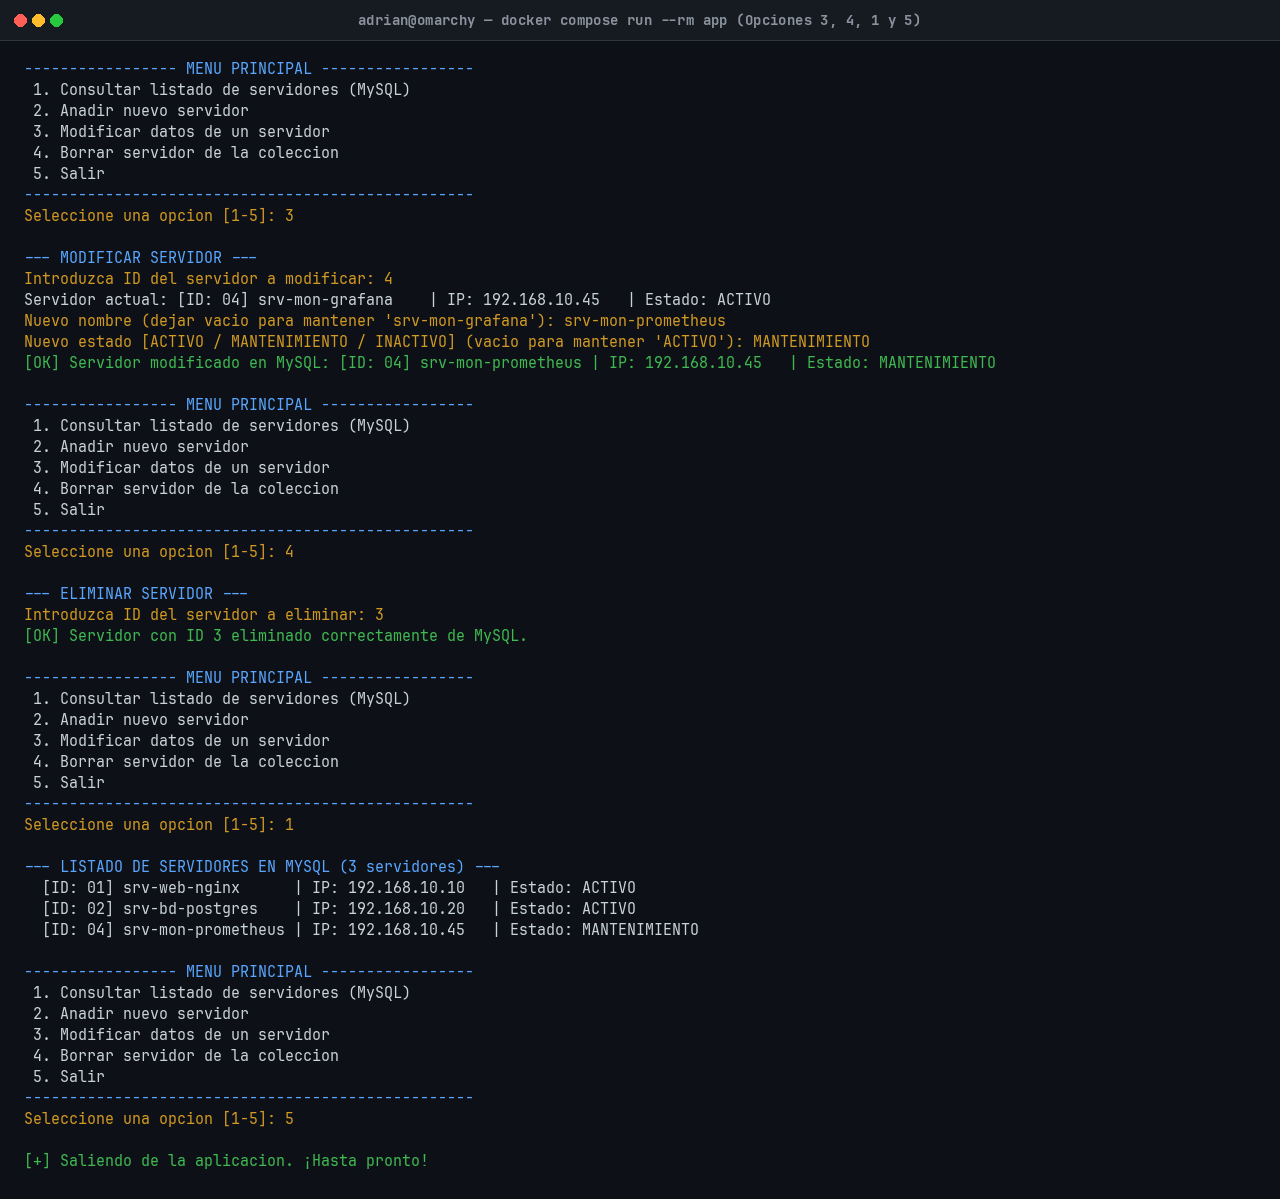 adrian@omarchy — docker compose run --rm app (Opciones 3, 4, 1 y 5)
----------------- MENU PRINCIPAL -----------------
1. Consultar listado de servidores (MySQL)
2. Anadir nuevo servidor
3. Modificar datos de un servidor
4. Borrar servidor de la coleccion
5. Salir
--------------------------------------------------
Seleccione una opcion [1-5]: 3
--- MODIFICAR SERVIDOR ---
Introduzca ID del servidor a modificar: 4
Servidor actual: [ID: 04] srv-mon-grafana    | IP: 192.168.10.45   | Estado: ACTIVO
Nuevo nombre (dejar vacio para mantener 'srv-mon-grafana'): srv-mon-prometheus
Nuevo estado [ACTIVO / MANTENIMIENTO / INACTIVO] (vacio para mantener 'ACTIVO'): MANTENIMIENTO
[OK] Servidor modificado en MySQL: [ID: 04] srv-mon-prometheus | IP: 192.168.10.45   | Estado: MANTENIMIENTO
----------------- MENU PRINCIPAL -----------------
1. Consultar listado de servidores (MySQL)
2. Anadir nuevo servidor
3. Modificar datos de un servidor
4. Borrar servidor de la coleccion
5. Salir
--------------------------------------------------
Seleccione una opcion [1-5]: 4
--- ELIMINAR SERVIDOR ---
Introduzca ID del servidor a eliminar: 3
[OK] Servidor con ID 3 eliminado correctamente de MySQL.
----------------- MENU PRINCIPAL -----------------
1. Consultar listado de servidores (MySQL)
2. Anadir nuevo servidor
3. Modificar datos de un servidor
4. Borrar servidor de la coleccion
5. Salir
--------------------------------------------------
Seleccione una opcion [1-5]: 1
--- LISTADO DE SERVIDORES EN MYSQL (3 servidores) ---
[ID: 01] srv-web-nginx      | IP: 192.168.10.10   | Estado: ACTIVO
[ID: 02] srv-bd-postgres    | IP: 192.168.10.20   | Estado: ACTIVO
[ID: 04] srv-mon-prometheus | IP: 192.168.10.45   | Estado: MANTENIMIENTO
----------------- MENU PRINCIPAL -----------------
1. Consultar listado de servidores (MySQL)
2. Anadir nuevo servidor
3. Modificar datos de un servidor
4. Borrar servidor de la coleccion
5. Salir
--------------------------------------------------
Seleccione una opcion [1-5]: 5
[+] Saliendo de la aplicacion. ¡Hasta pronto!